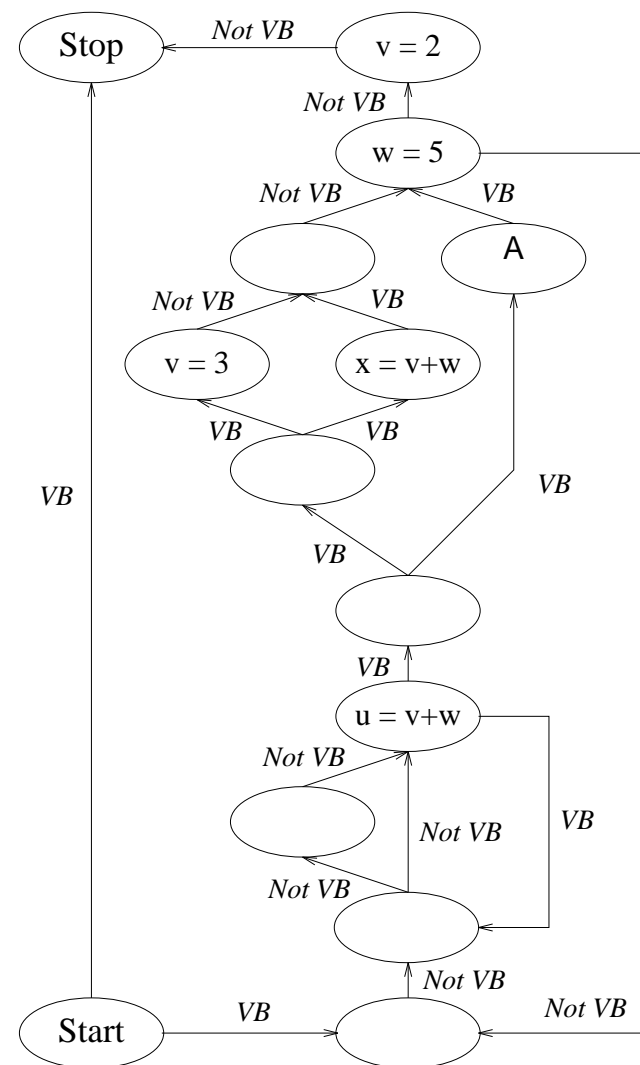 Stop
Not VB
v = 2
Not VB
w = 5
Not VB
VB
A
Not VB
VB
v = 3
x = v+w
VB
VB
VB
VB
VB
VB
u = v+w
Not VB
VB
Not VB
Not VB
Not VB
Start
VB
Not VB